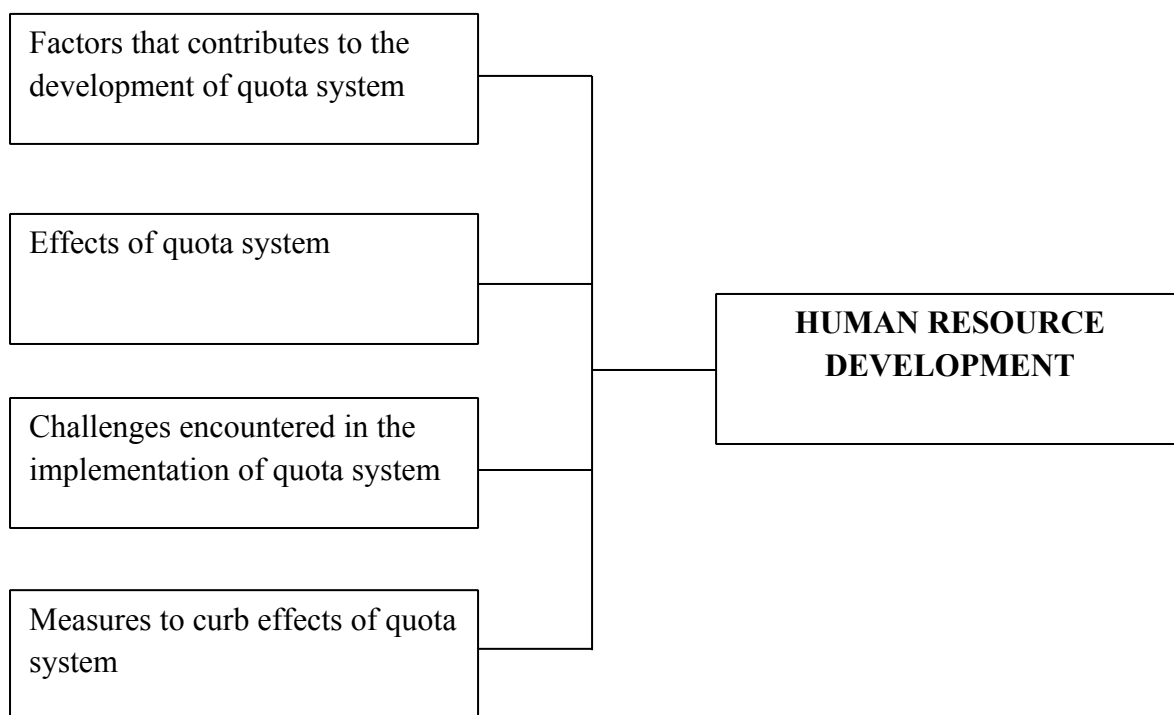 Factors that contributes to the
development of quota system
Effects of quota system
HUMAN RESOURCE
DEVELOPMENT
Challenges encountered in the
implementation of quota system
Measures to curb effects of quota
system